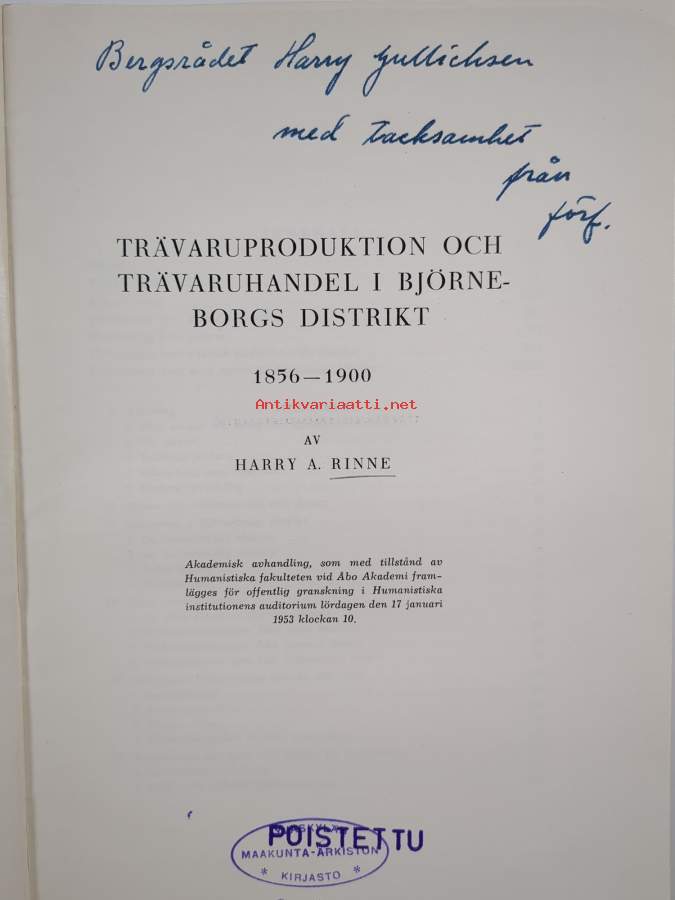 Bergsrådet Harry Gullichsen
med tacksamhet
från
förf.
TRÄVARUPRODUKTION OCH
TRÄVARUHANDEL I BJÖRNE-
BORGS DISTRIKT
1856—1900
Antikvariaatti.net
AV
HARRY A. RINNE
Akademisk avhandling, som med tillstånd av
Humanistiska fakulteten vid Åbo Akademi fram-
lägges för offentlig granskning i Humanistiska
institutionens auditorium lördagen den 17 januari
1953 klockan 10.
POISTETTU
MAAKUNTA-ARKISTON
* KIRJASTO *